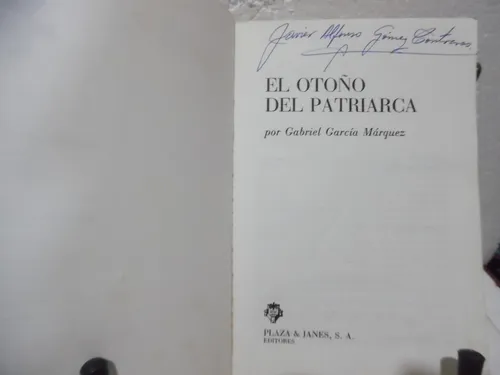 Javier Alfonso Gómez Contreras
EL OTOÑO
DEL PATRIARCA
por Gabriel García Márquez
PLAZA & JANES, S. A.
EDITORES